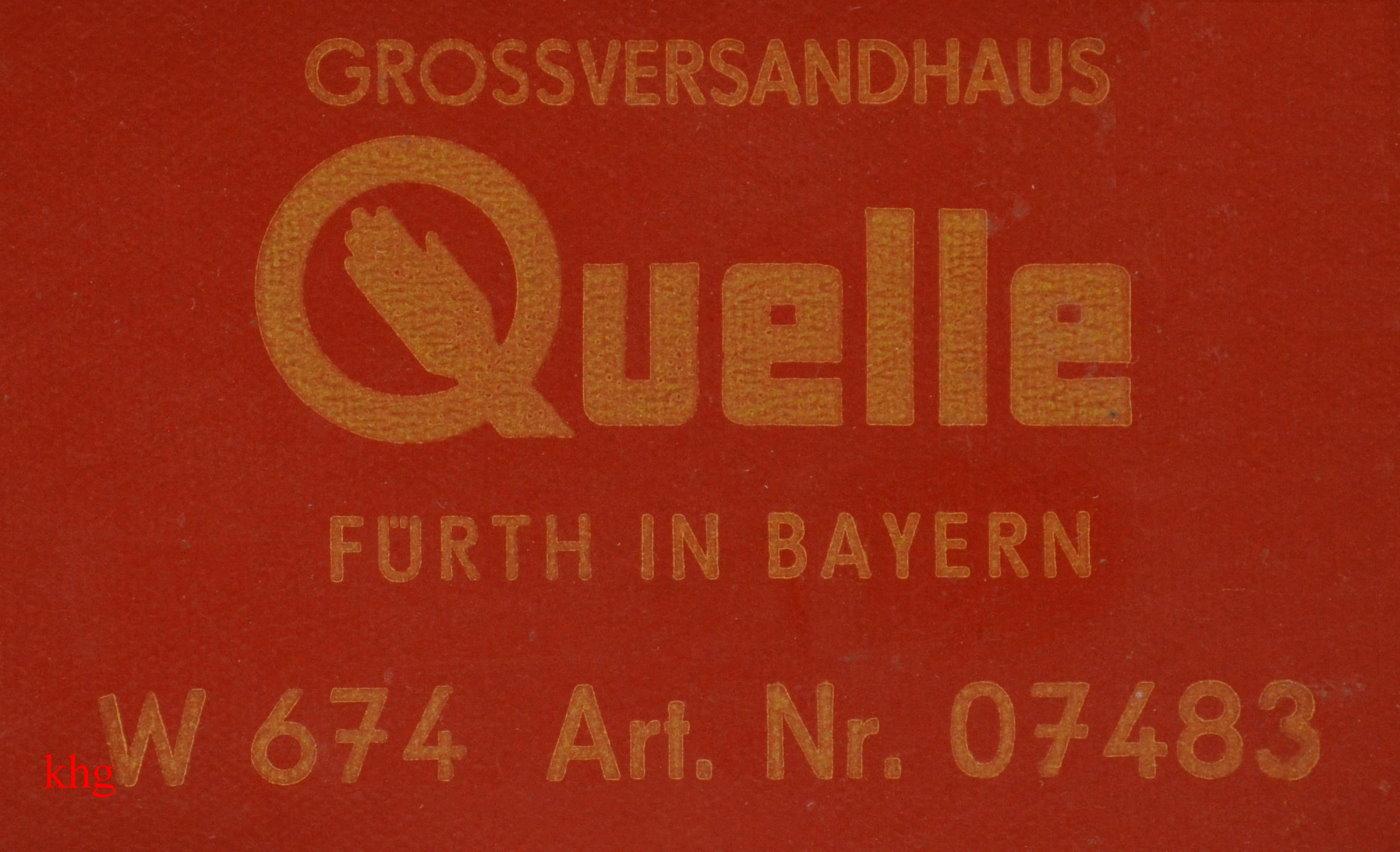 GROSSVERSANDHAUS
Quelle
FÜRTH IN BAYERN
W 674 Art. Nr. 07483
khg